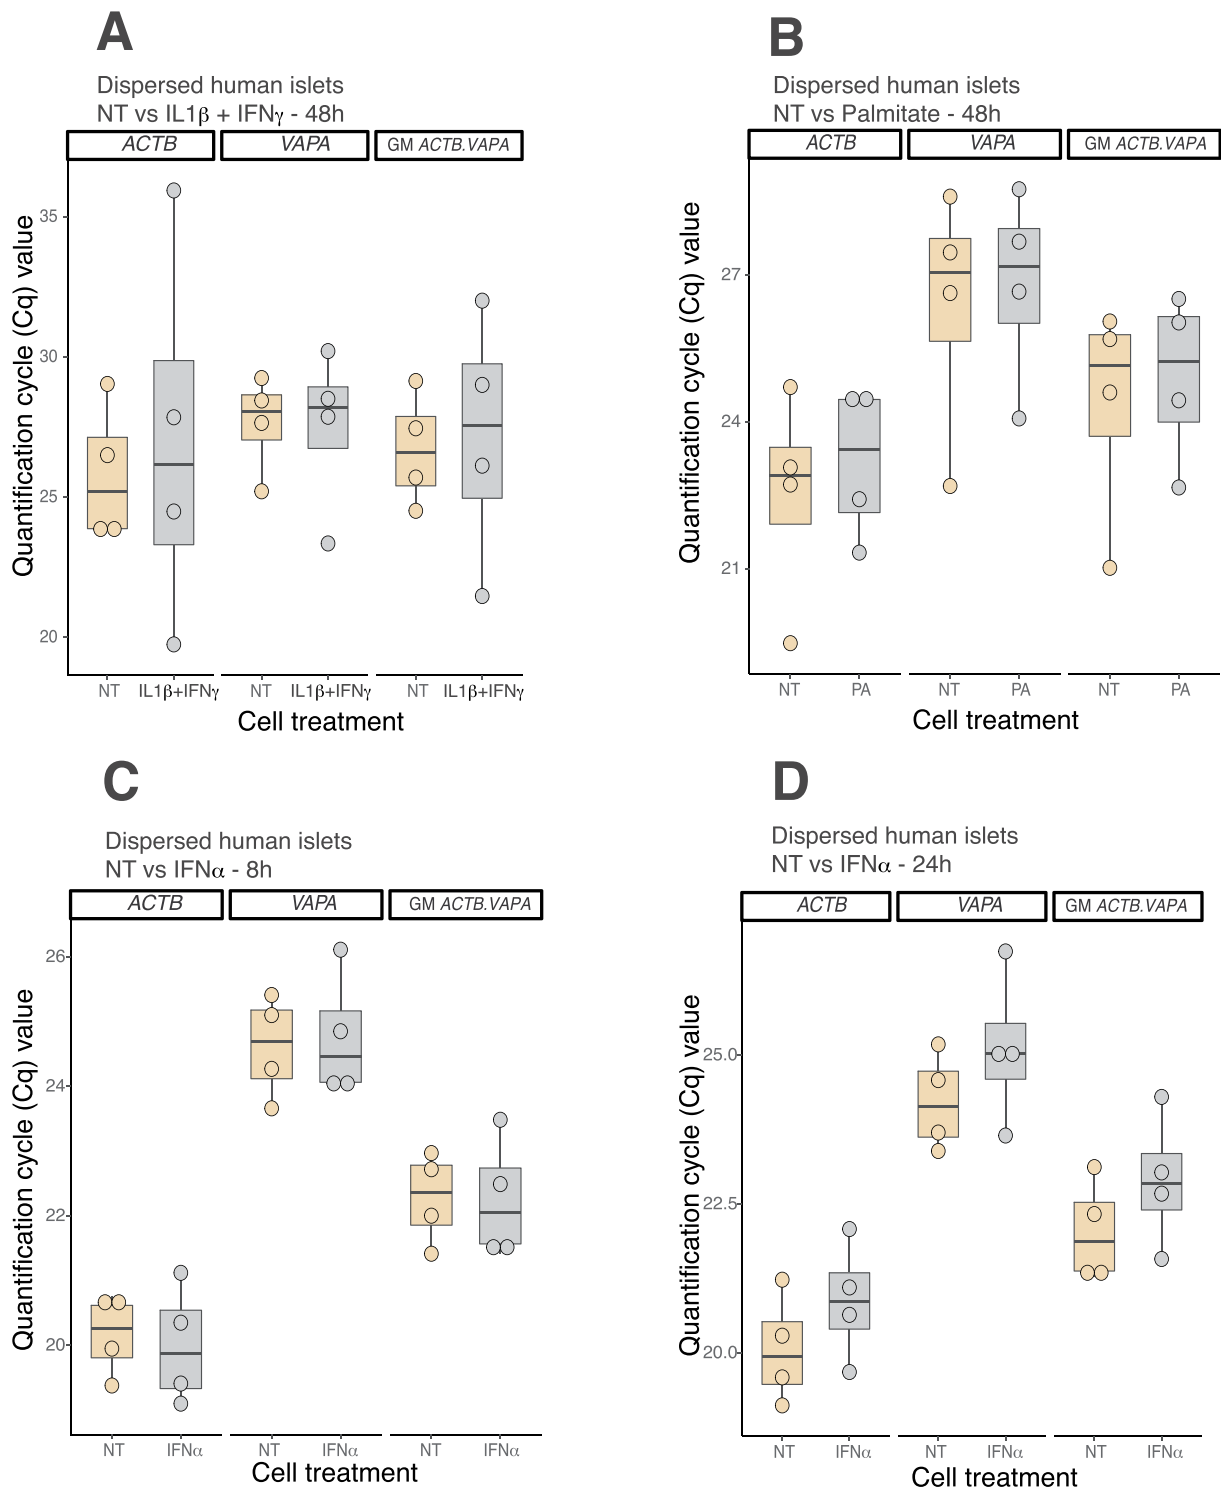 A
Dispersed human islets
NT vs IL1β + IFNγ - 48h
ACTB
VAPA
GM ACTB.VAPA
Quantification cycle (Cq) value
35
30
25
20
NT
IL1β+IFNγ
NT
IL1β+IFNγ
NT
IL1β+IFNγ
Cell treatment
B
Dispersed human islets
NT vs Palmitate - 48h
ACTB
VAPA
GM ACTB.VAPA
Quantification cycle (Cq) value
27
24
21
NT
PA
NT
PA
NT
PA
Cell treatment
C
Dispersed human islets
NT vs IFNα - 8h
ACTB
VAPA
GM ACTB.VAPA
Quantification cycle (Cq) value
26
24
22
20
NT
IFNα
NT
IFNα
NT
IFNα
Cell treatment
D
Dispersed human islets
NT vs IFNα - 24h
ACTB
VAPA
GM ACTB.VAPA
Quantification cycle (Cq) value
25.0
22.5
20.0
NT
IFNα
NT
IFNα
NT
IFNα
Cell treatment